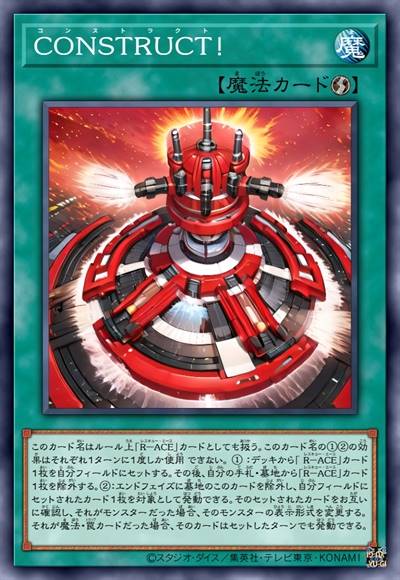 コンストラクト
CONSTRUCT!
魔
【魔法カード】
このカード名はルール上「R-ACE」カードとしても扱う。このカード名の①②の効
果はそれぞれ1ターンに1度しか使用できない。①:デッキから「R-ACE」カード
1枚を自分フィールドにセットする。その後、自分の手札・墓地から「R-ACE」カード
1枚を除外する。②:エンドフェイズに墓地のこのカードを除外し、自分フィールドに
セットされたカード1枚を対象として発動できる。そのセットされたカードをお互い
に確認し、それがモンスターだった場合、そのモンスターの表示形式を変更する。
それが魔法・罠カードだった場合、そのカードはセットしたターンでも発動できる。
©スタジオ・ダイス/集英社・テレビ東京・KONAMI